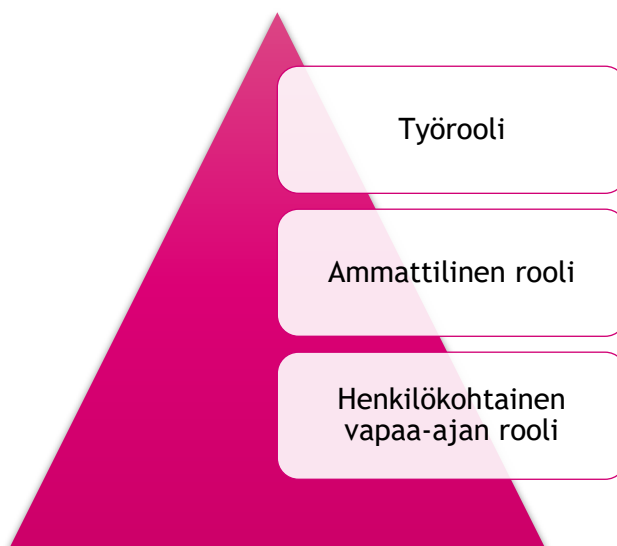 Työrooli
Ammattilinen rooli
Henkilökohtainen
vapaa-ajan rooli